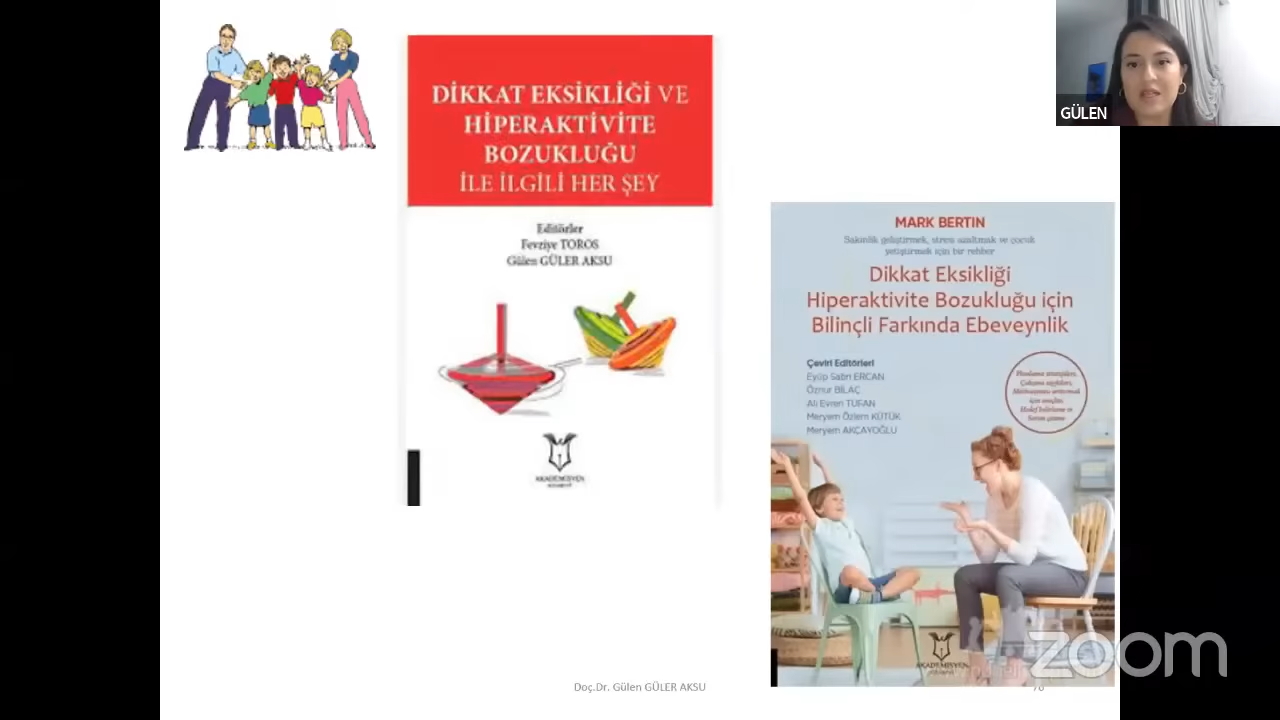 DİKKAT EKSİKLİĞİ VE
HİPERAKTİVİTE
BOZUKLUĞU
İLE İLGİLİ HER ŞEY
Editörler
Fevziye TOROS
Gülen GÜLER AKSU
AKADEMİSYEN
GÜLEN
MARK BERTIN
Sakinlik geliştirmek, stresi azaltmak ve çocuk
yetiştirmek için bir rehber
Dikkat Eksikliği
Hiperaktivite Bozukluğu için
Bilinçli Farkında Ebeveynlik
Çeviri Editörleri
Eyüp Sabri ERCAN
Öznur BİLAÇ
Ali Evren TUFAN
Meryem Özlem KÜTÜK
Meryem AKÇAYOĞLU
AKADEMİSYEN
zoom
Doç.Dr. Gülen GÜLER AKSU